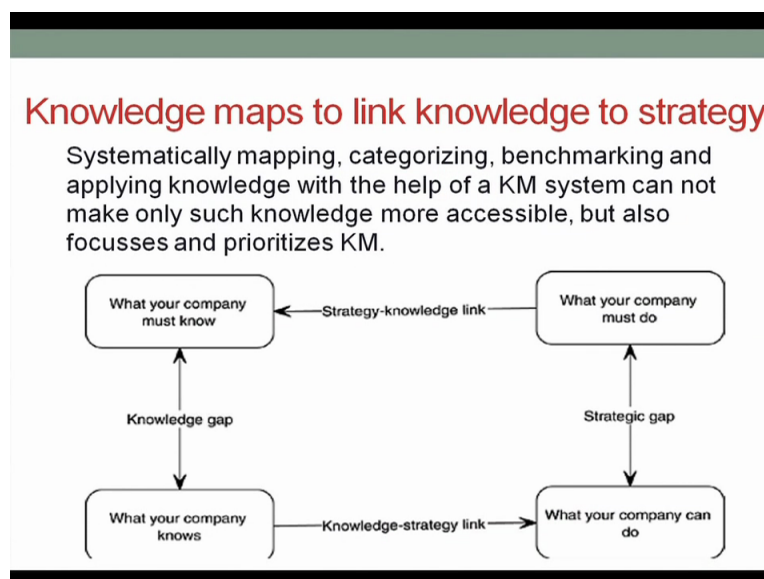 Knowledge maps to link knowledge to strategy
Systematically mapping, categorizing, benchmarking and
applying knowledge with the help of a KM system can not
make only such knowledge more accessible, but also
focusses and prioritizes KM.
What your company
must know
Strategy-knowledge link
What your company
must do
Knowledge gap
Strategic gap
What your company
knows
Knowledge-strategy link
What your company can
do